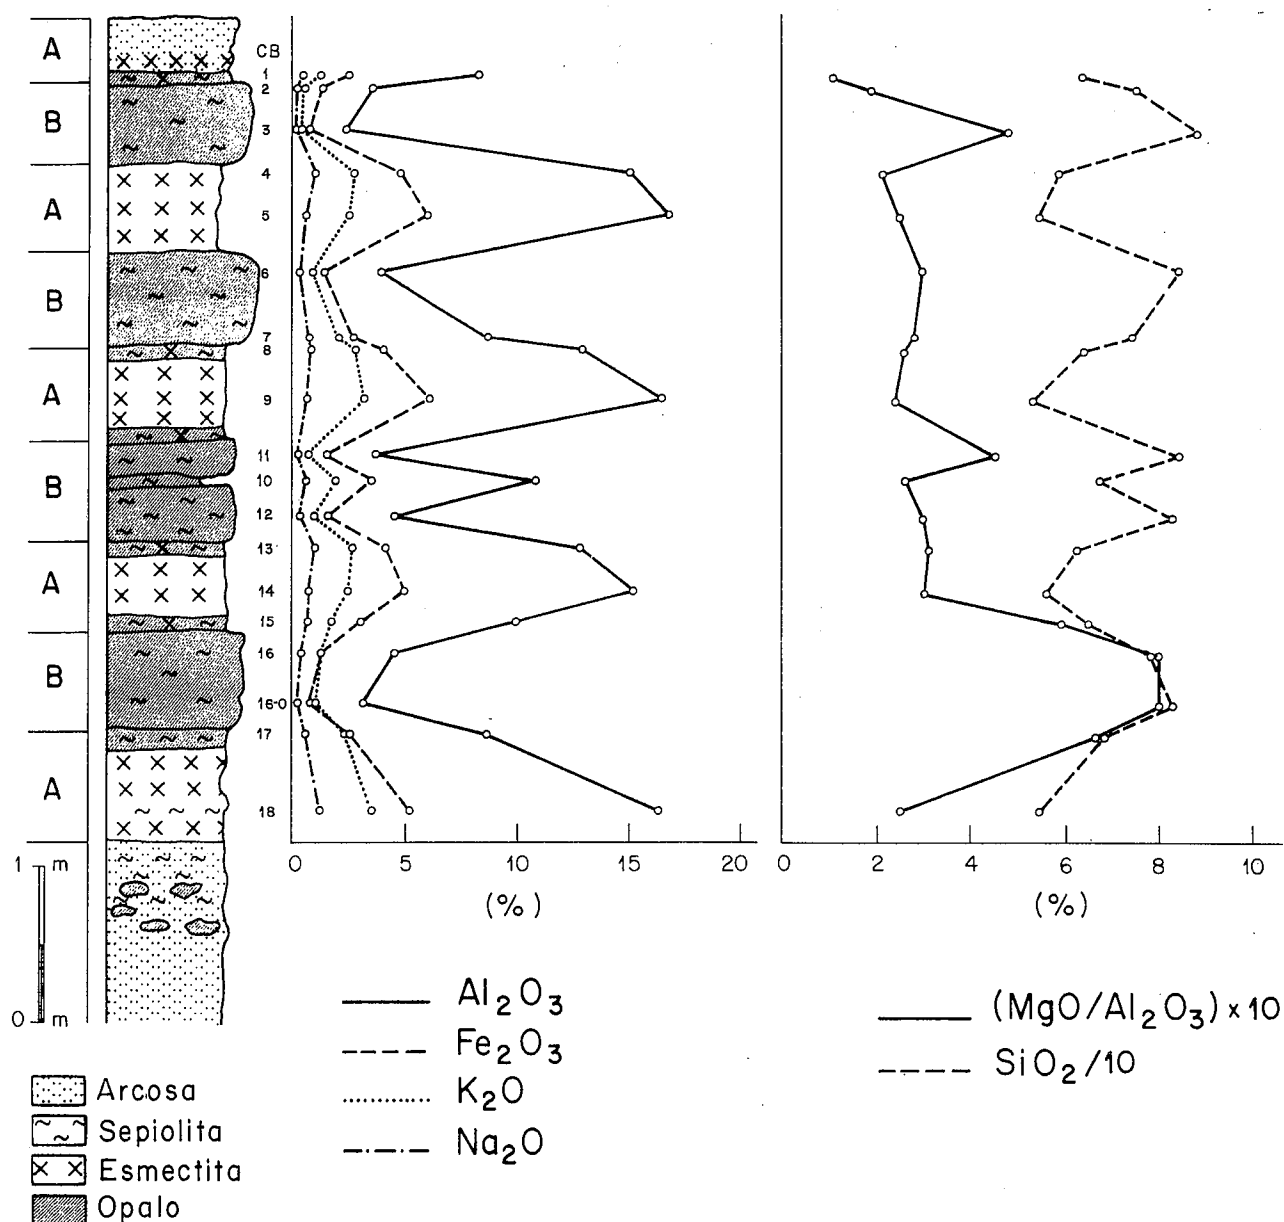 A
B
A
B
A
B
A
B
A
CB
1
2
3
4
5
6
7
8
9
11
10
12
13
14
15
16
16-0
17
18
0 5 10 15 20
(%)
0 2 4 6 8 10
(%)
1 m
0 m
Al₂O₃
Fe₂O₃
K₂O
Na₂O
(MgO/Al₂O₃) x 10
SiO₂/10
Arcosa
Sepiolita
Esmectita
Opalo